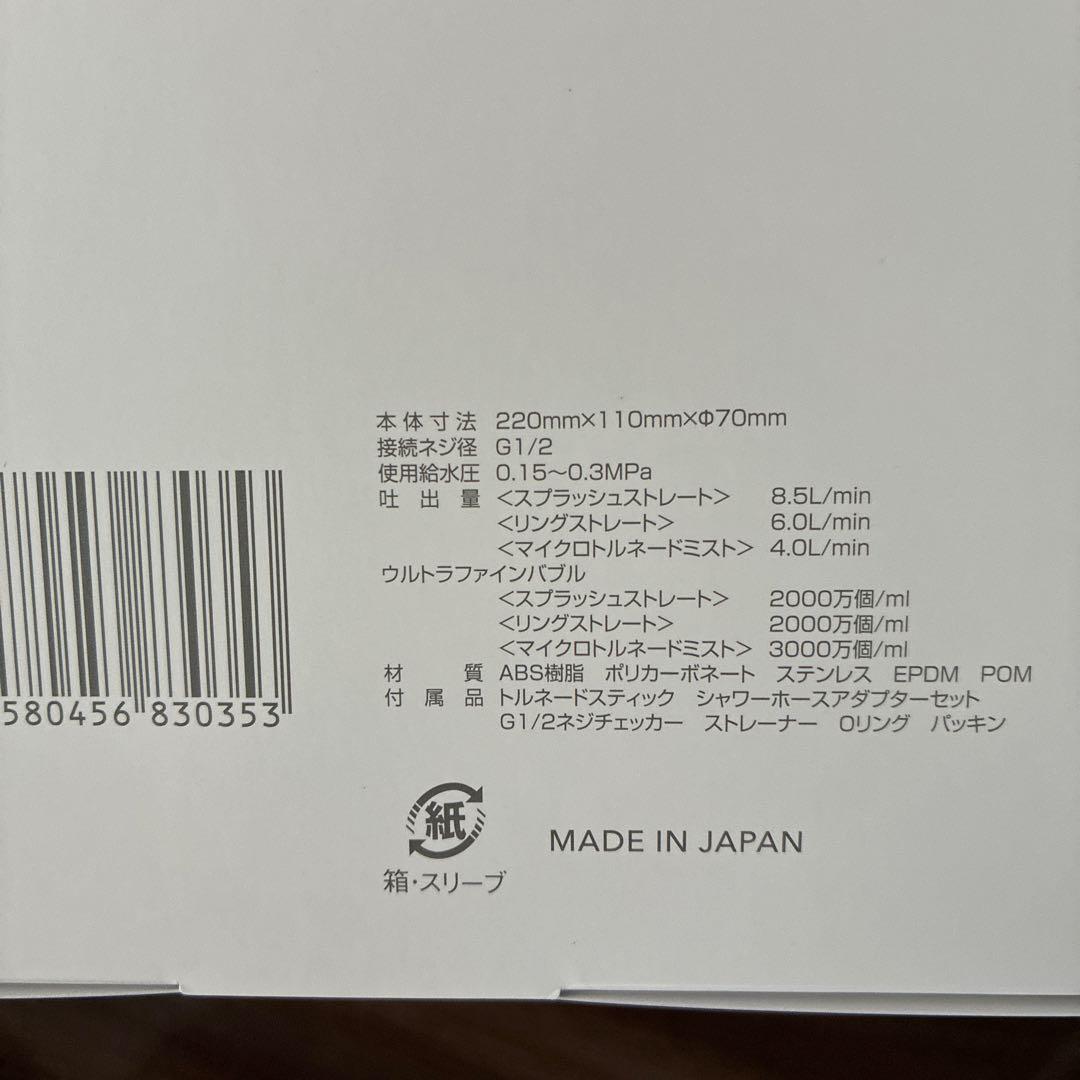 本体寸法 220mm×110mm×Φ70mm
接続ネジ径 G1/2
使用給水圧 0.15〜0.3MPa
吐出量 <スプラッシュストレート> 8.5L/min
<リングストレート> 6.0L/min
<マイクロトルネードミスト> 4.0L/min
ウルトラファインバブル
<スプラッシュストレート> 2000万個/ml
<リングストレート> 2000万個/ml
<マイクロトルネードミスト> 3000万個/ml
材質 ABS樹脂 ポリカーボネート ステンレス EPDM POM
付属品 トルネードスティック シャワーホースアダプターセット
G1/2ネジチェッカー ストレーナー Oリング パッキン
580456 830353
紙
箱・スリーブ
MADE IN JAPAN